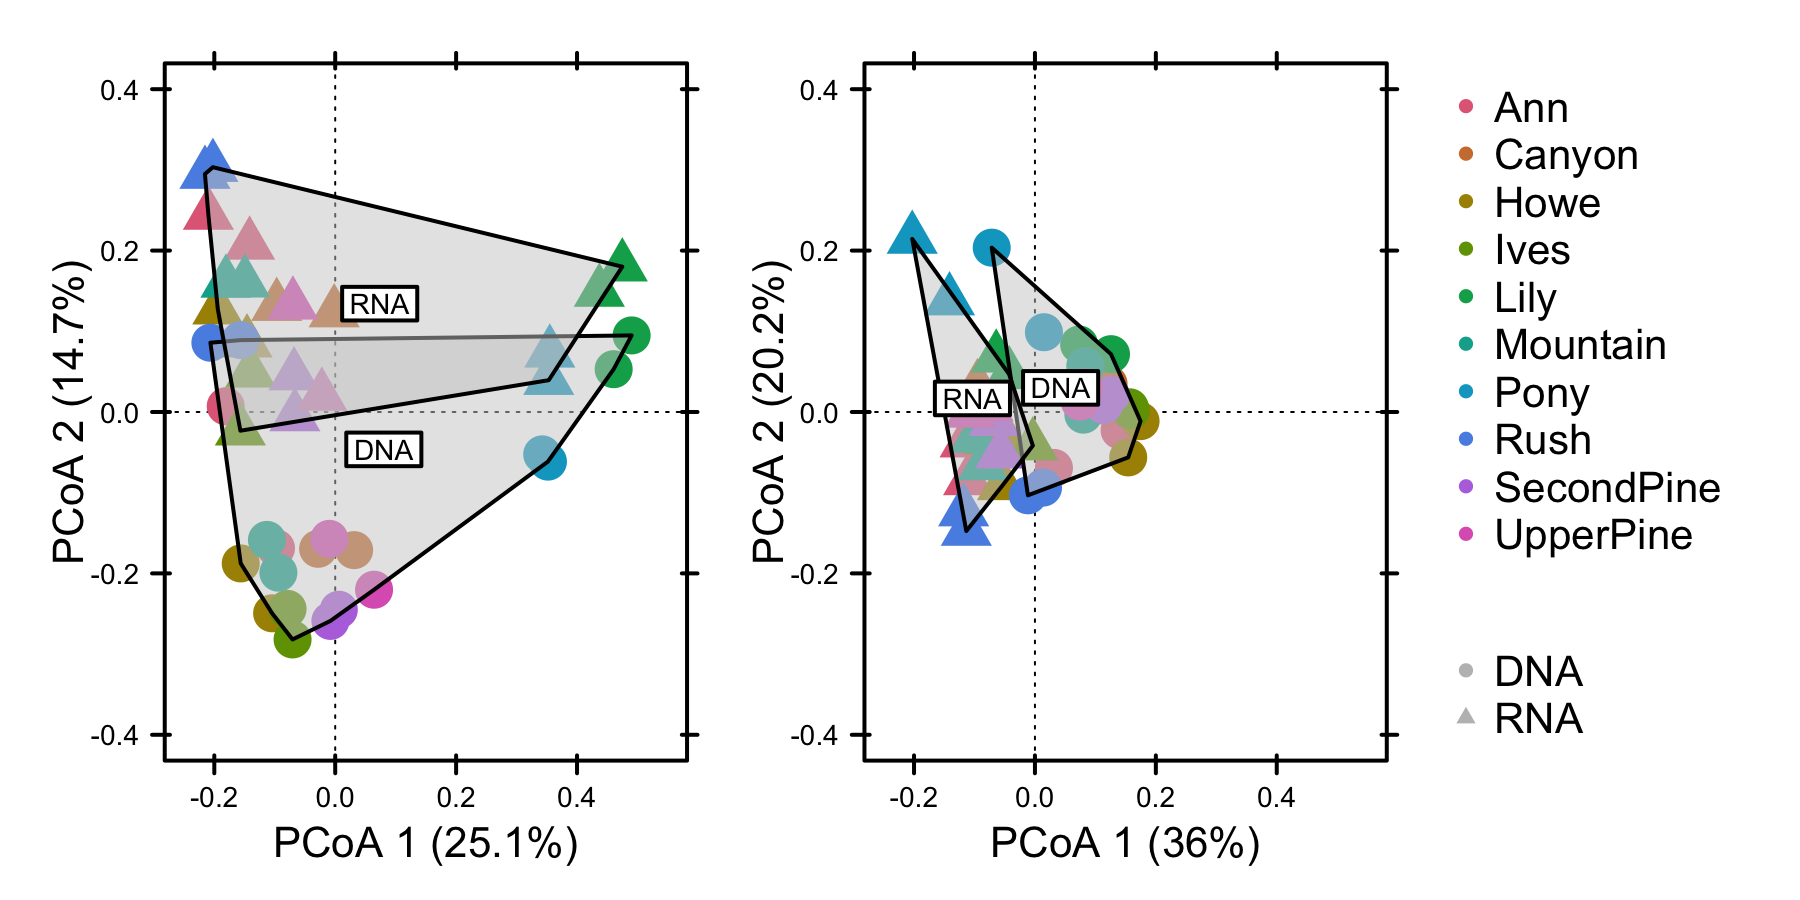 0.4
0.2
0.0
-0.2
-0.4
PCoA 2 (14.7%)
RNA
DNA
-0.2 0.0 0.2 0.4
PCoA 1 (25.1%)
0.4
0.2
0.0
-0.2
-0.4
PCoA 2 (20.2%)
RNA
DNA
-0.2 0.0 0.2 0.4
PCoA 1 (36%)
Ann
Canyon
Howe
Ives
Lily
Mountain
Pony
Rush
SecondPine
UpperPine
DNA
RNA